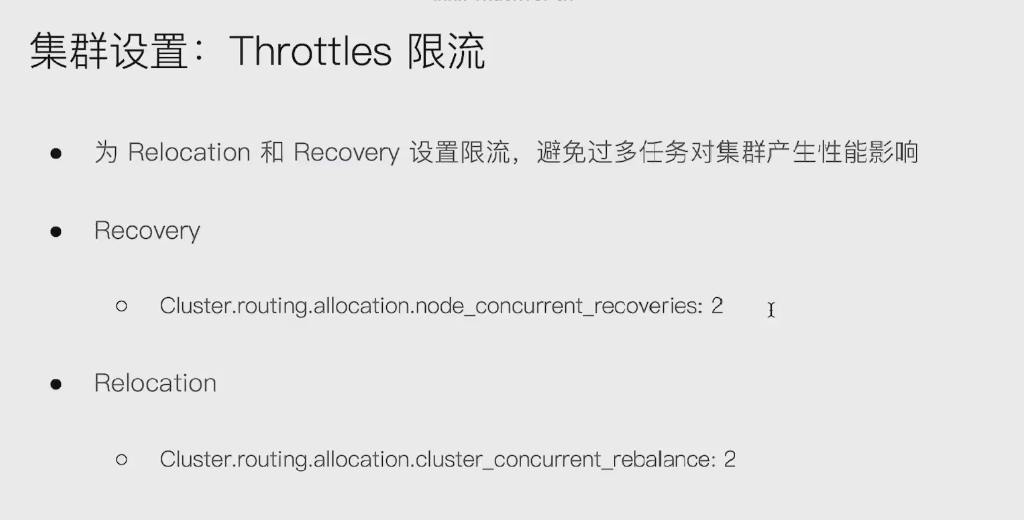 集群设置：Throttles 限流
为 Relocation 和 Recovery 设置限流，避免过多任务对集群产生性能影响
Recovery
Cluster.routing.allocation.node_concurrent_recoveries: 2
Relocation
Cluster.routing.allocation.cluster_concurrent_rebalance: 2